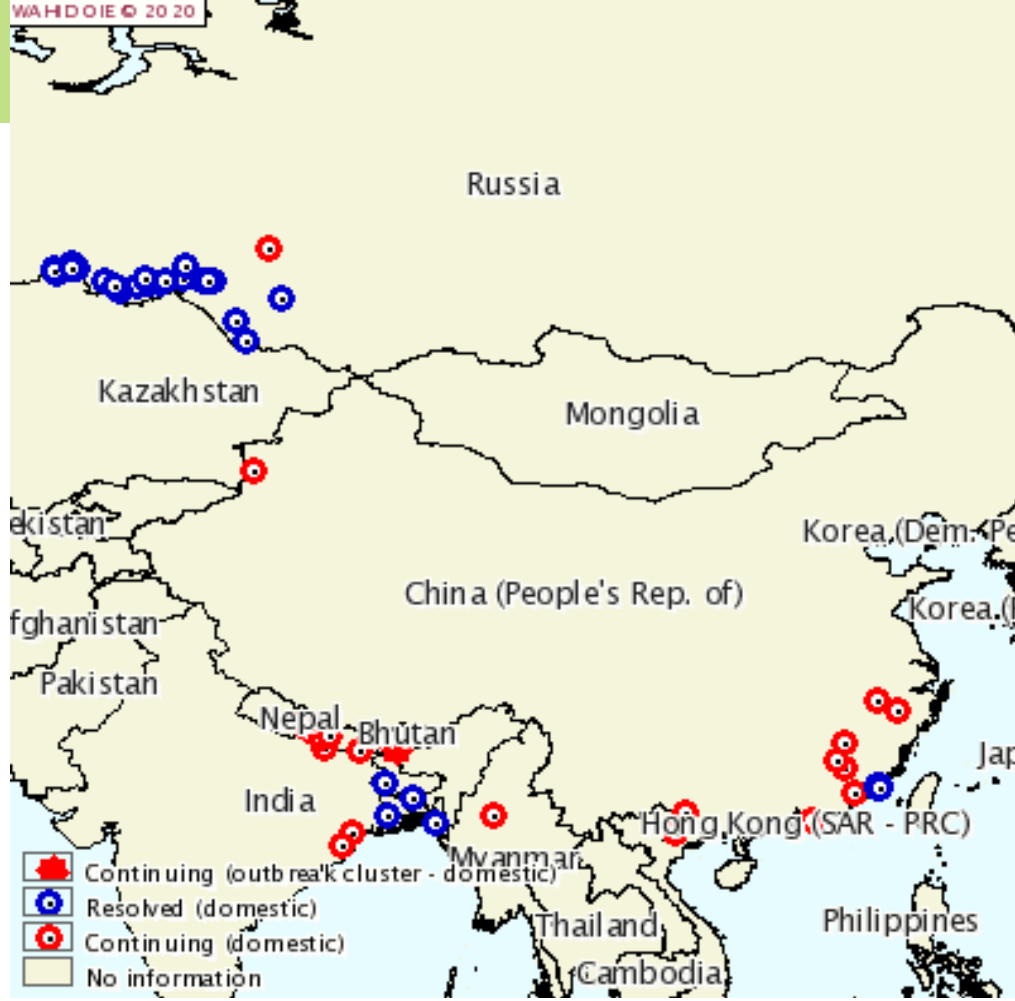 WAHID OIE © 2020
Russia
Kazakhstan
Mongolia
ekistan
Korea (Dem. Pe
China (People's Rep. of)
Korea (
fghanistan
Pakistan
Nepal
Bhutan
Jap
India
Hong Kong (SAR - PRC)
Myanmar
Continuing (outbreak cluster - domestic)
Resolved (domestic)
Thailand
Philippines
Continuing (domestic)
Cambodia
No information